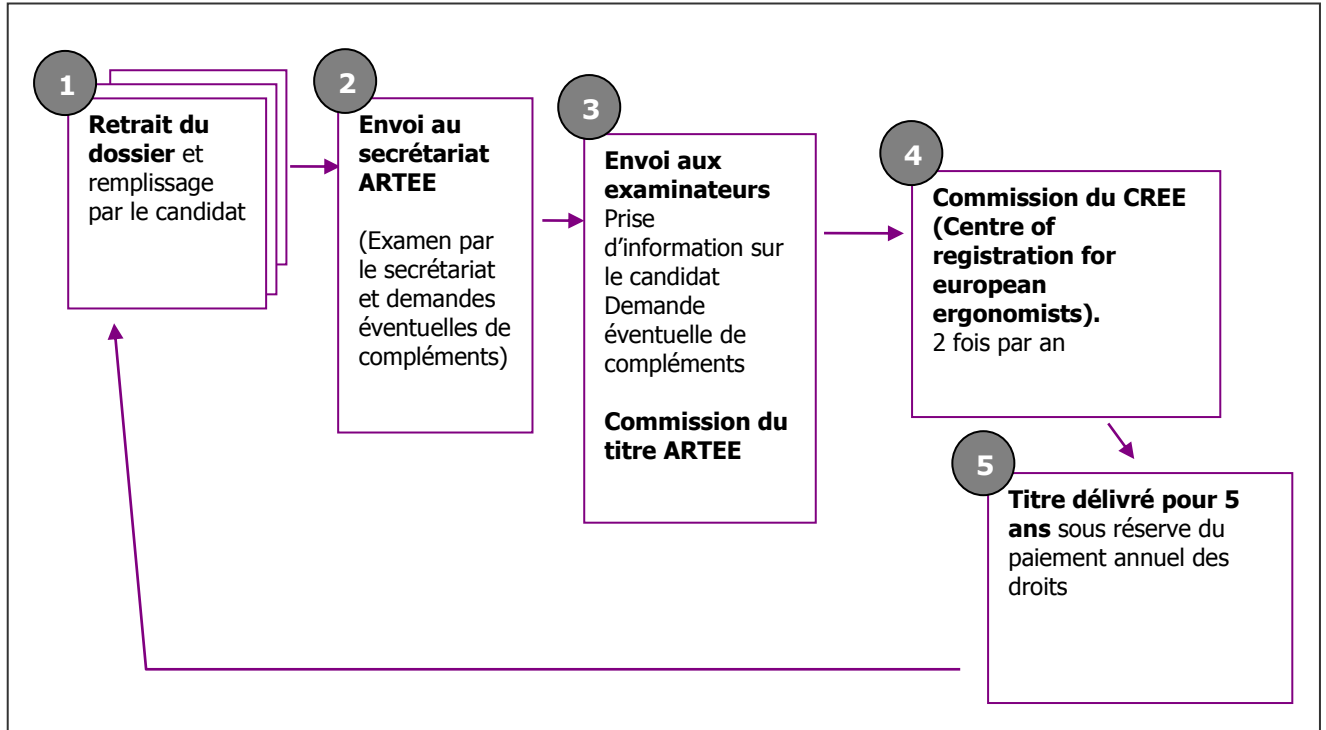 1
Retrait du
dossier et
remplissage
par le candidat
2
Envoi au
secrétariat
ARTEE
(Examen par
le secrétariat
et demandes
éventuelles de
compléments)
3
Envoi aux
examinateurs
Prise
d’information sur
le candidat
Demande
éventuelle de
compléments
Commission du
titre ARTEE
4
Commission du CREE
(Centre of
registration for
european
ergonomists).
2 fois par an
5
Titre délivré pour 5
ans sous réserve du
paiement annuel des
droits